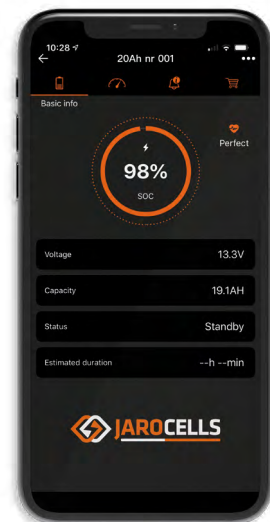 10:28
20Ah nr 001
Basic info
Perfect
98%
SOC
Voltage 13.3V
Capacity 19.1AH
Status Standby
Estimated duration --h --min
JAROCELLS